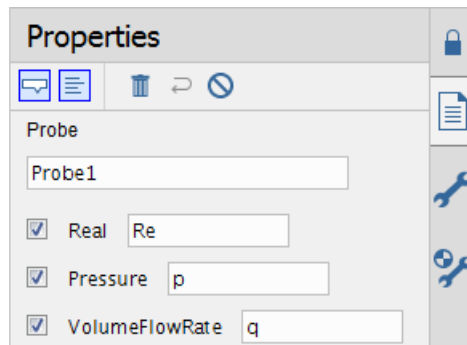 Properties
Probe
Probe1
Real Re
Pressure p
VolumeFlowRate q